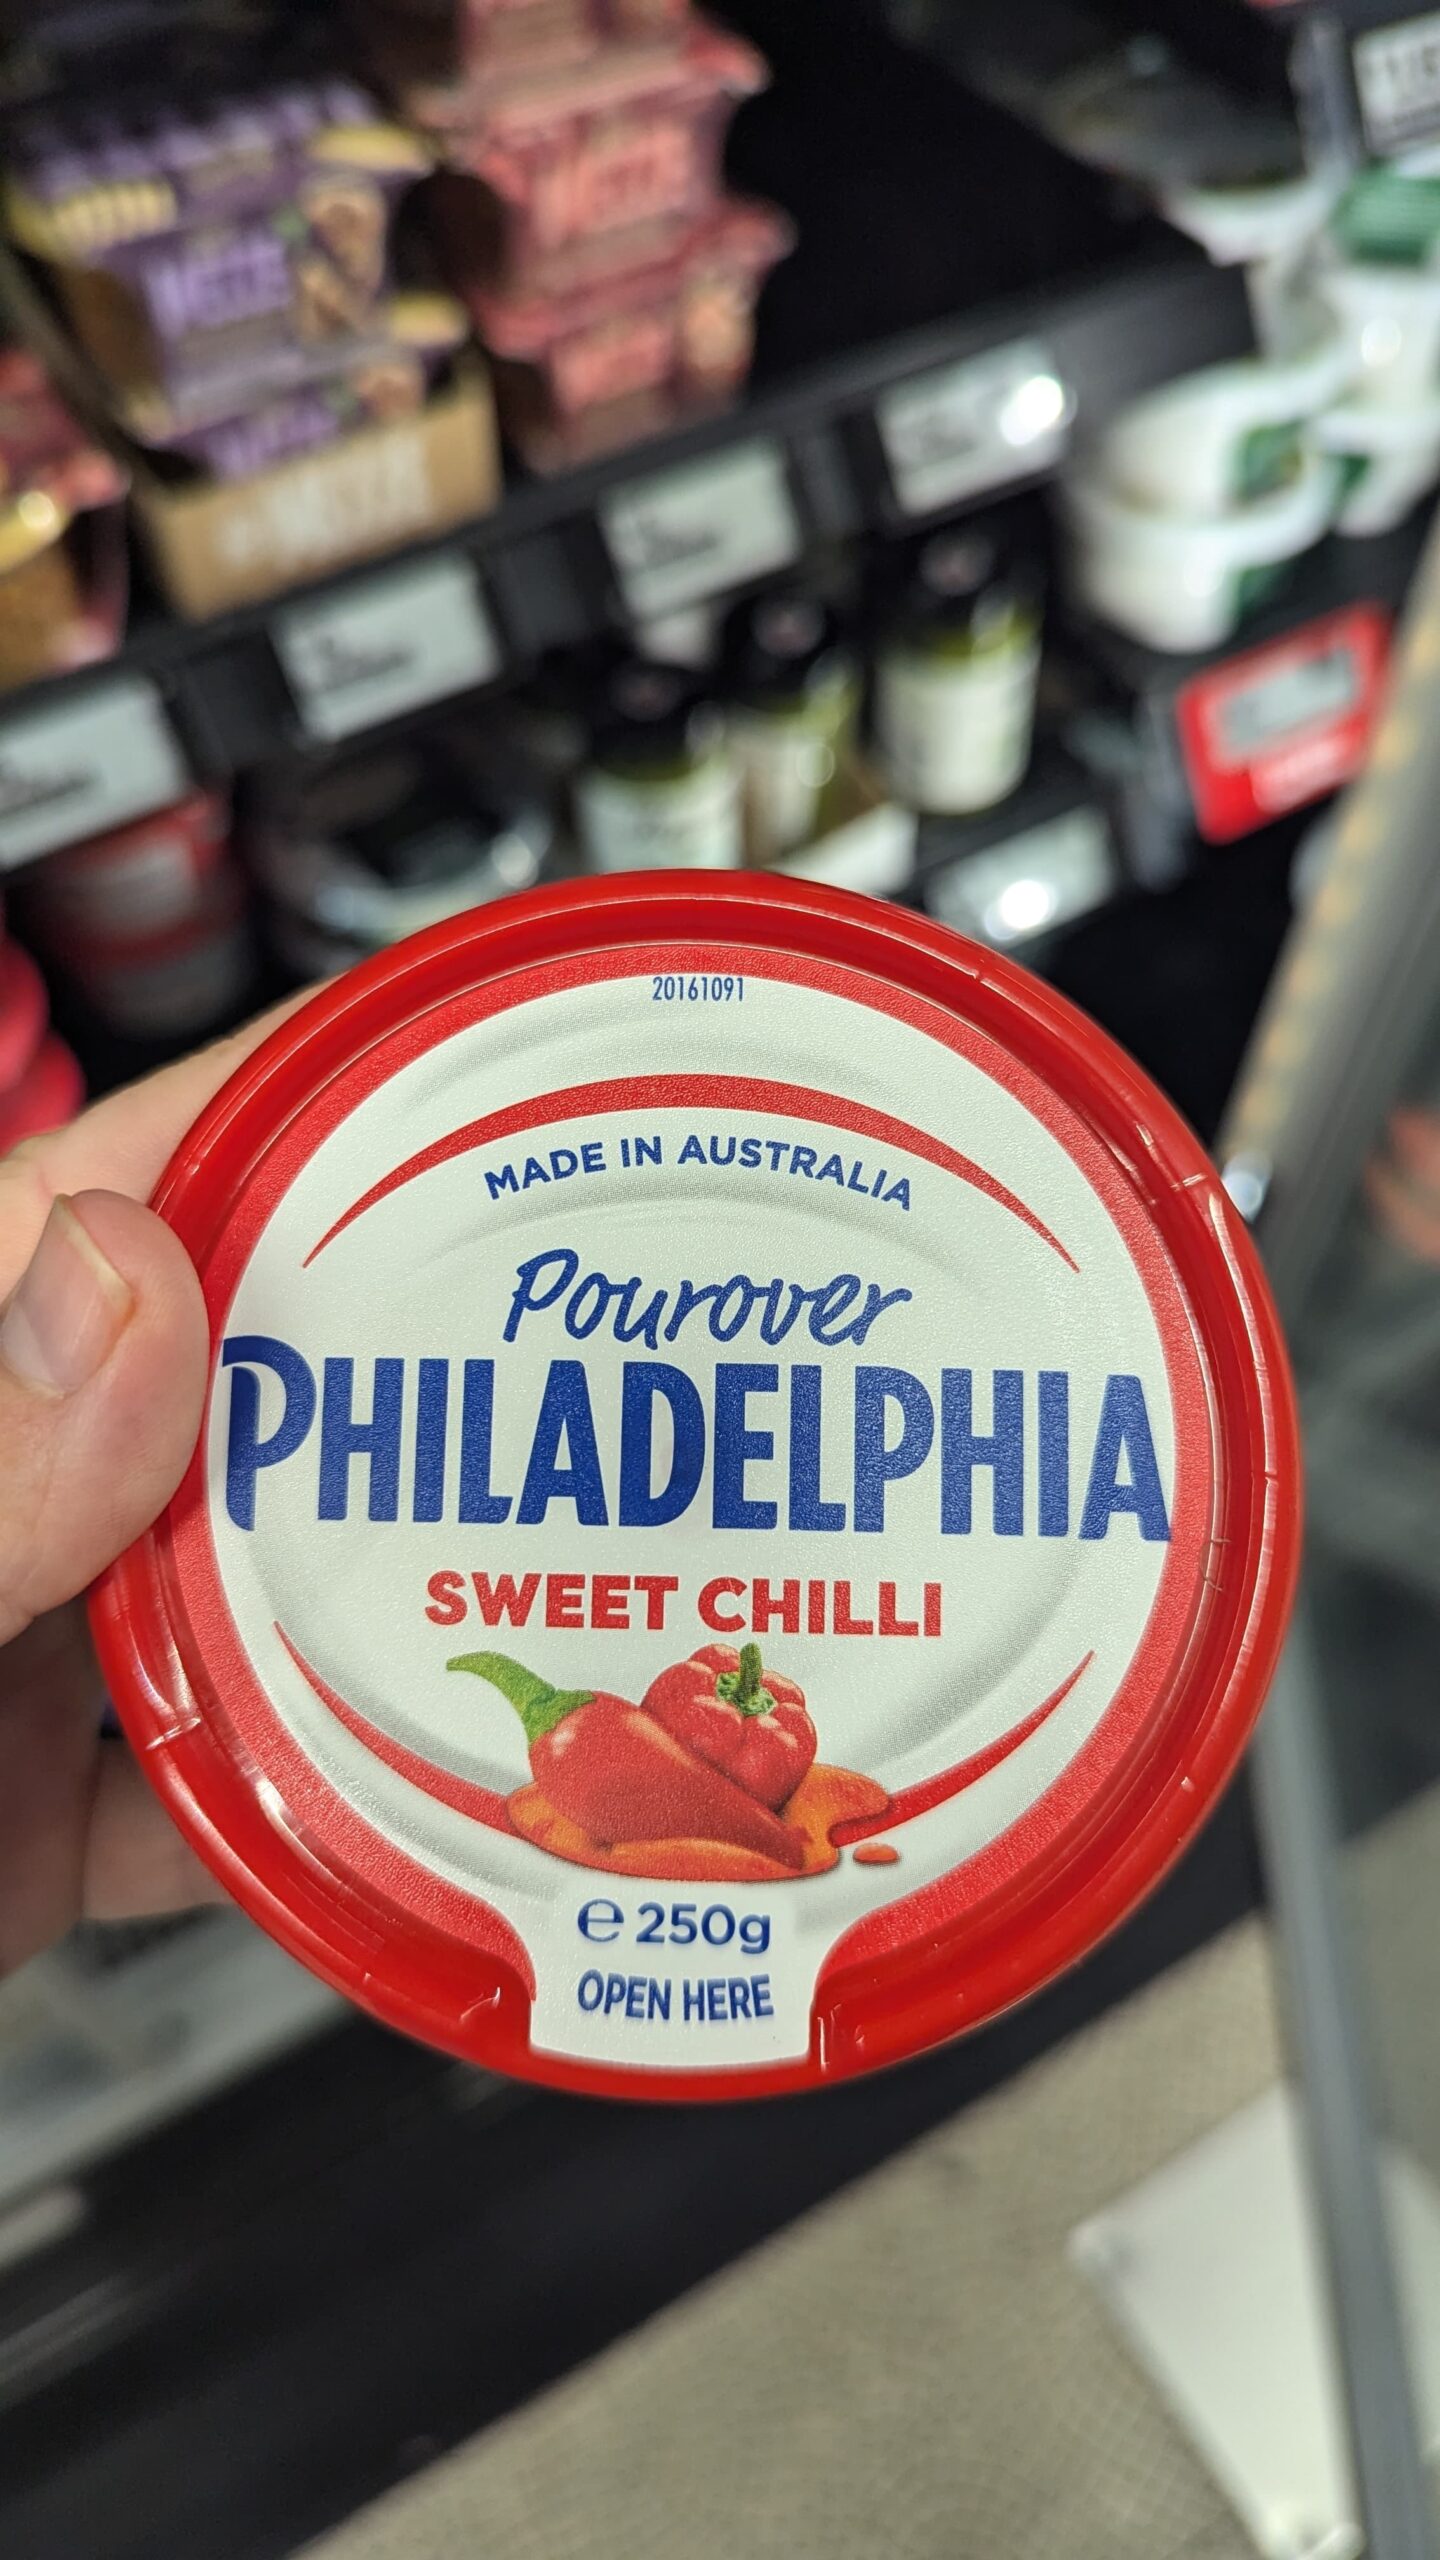 20161091
MADE IN AUSTRALIA
Pourover
PHILADELPHIA
SWEET CHILLI
℮ 250g
OPEN HERE